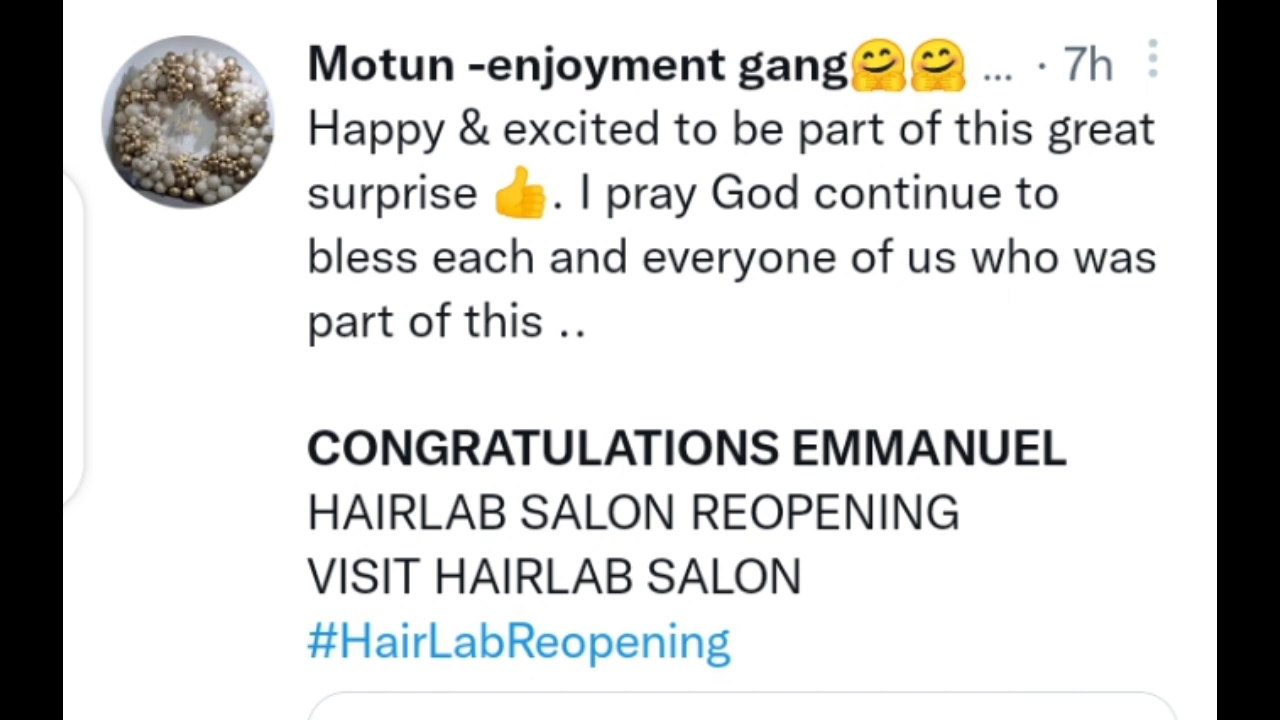 Motun -enjoyment gang🤗🤗 ... · 7h
Happy & excited to be part of this great
surprise 👍. I pray God continue to
bless each and everyone of us who was
part of this ..
CONGRATULATIONS EMMANUEL
HAIRLAB SALON REOPENING
VISIT HAIRLAB SALON
#HairLabReopening